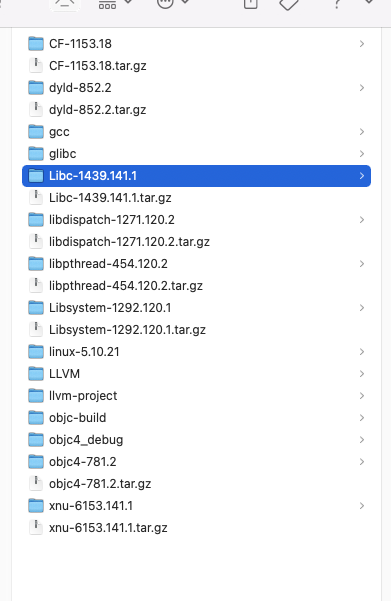 CF-1153.18
CF-1153.18.tar.gz
dyld-852.2
dyld-852.2.tar.gz
gcc
glibc
Libc-1439.141.1
Libc-1439.141.1.tar.gz
libdispatch-1271.120.2
libdispatch-1271.120.2.tar.gz
libpthread-454.120.2
libpthread-454.120.2.tar.gz
Libsystem-1292.120.1
Libsystem-1292.120.1.tar.gz
linux-5.10.21
LLVM
llvm-project
objc-build
objc4_debug
objc4-781.2
objc4-781.2.tar.gz
xnu-6153.141.1
xnu-6153.141.1.tar.gz